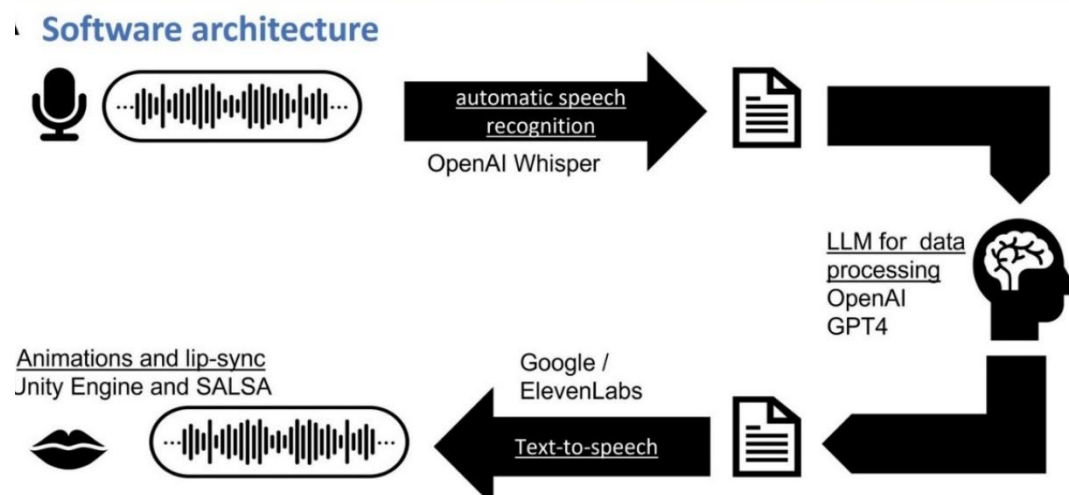 Software architecture
automatic speech
recognition
OpenAI Whisper
LLM for data
processing
OpenAI
GPT4
Animations and lip-sync
Unity Engine and SALSA
Google /
ElevenLabs
Text-to-speech